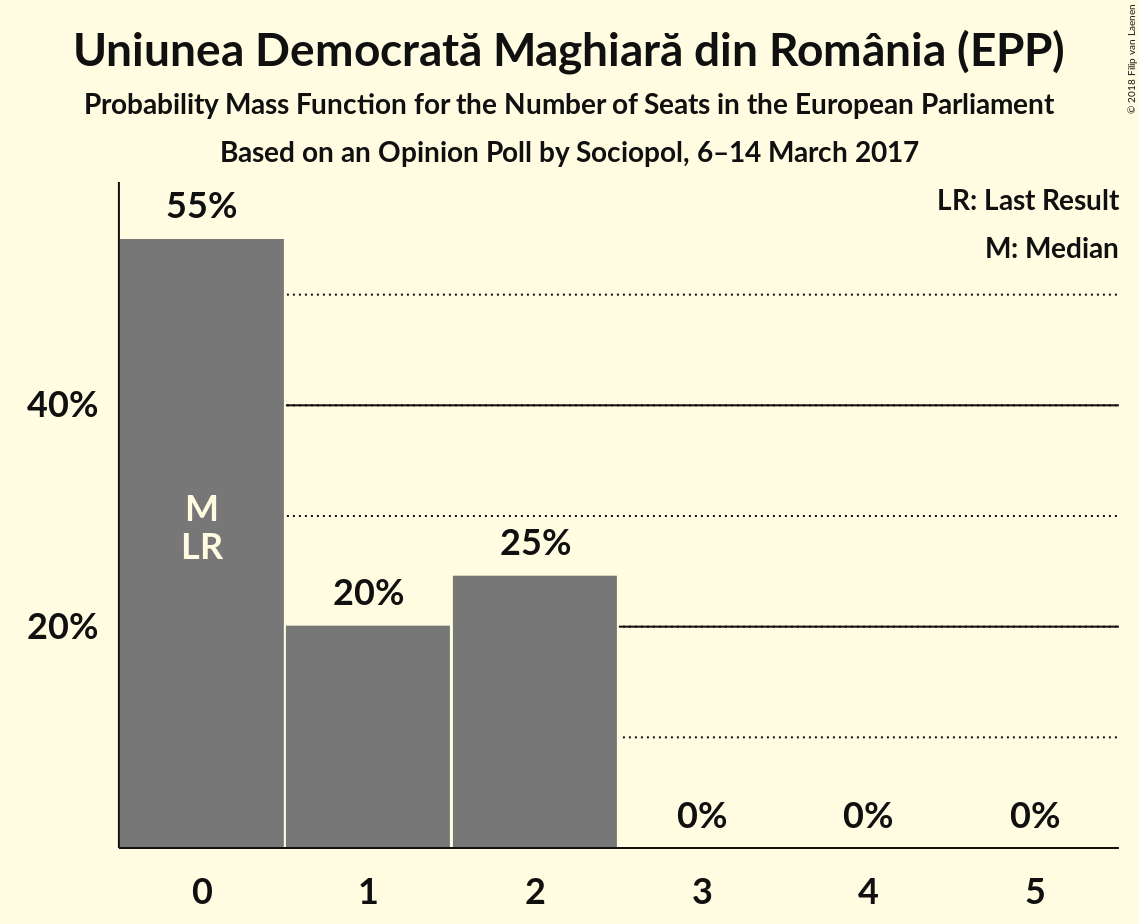 Uniunea Democrată Maghiară din România (EPP)
Probability Mass Function for the Number of Seats in the European Parliament
Based on an Opinion Poll by Sociopol, 6–14 March 2017
© 2018 Filip van Laenen
LR: Last Result
M: Median
55%
40%
M
LR
25%
20%
20%
0% 0% 0%
0 1 2 3 4 5